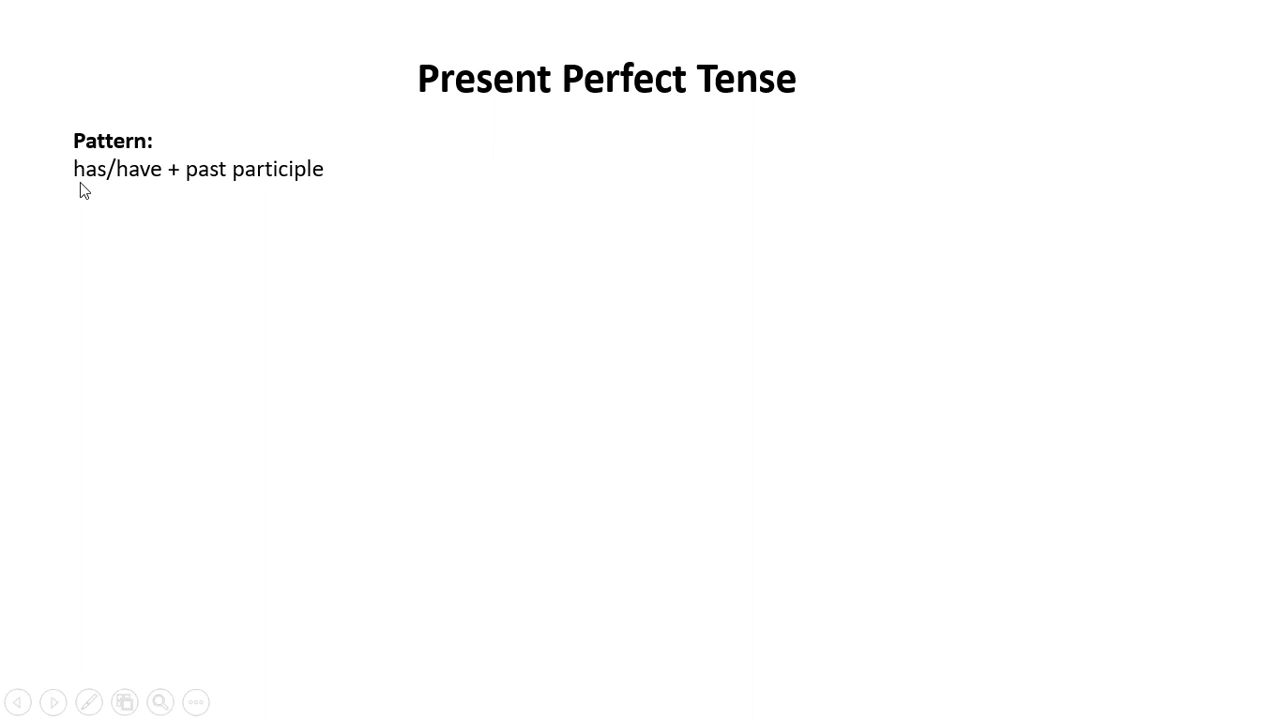 Present Perfect Tense
Pattern:
has/have + past participle